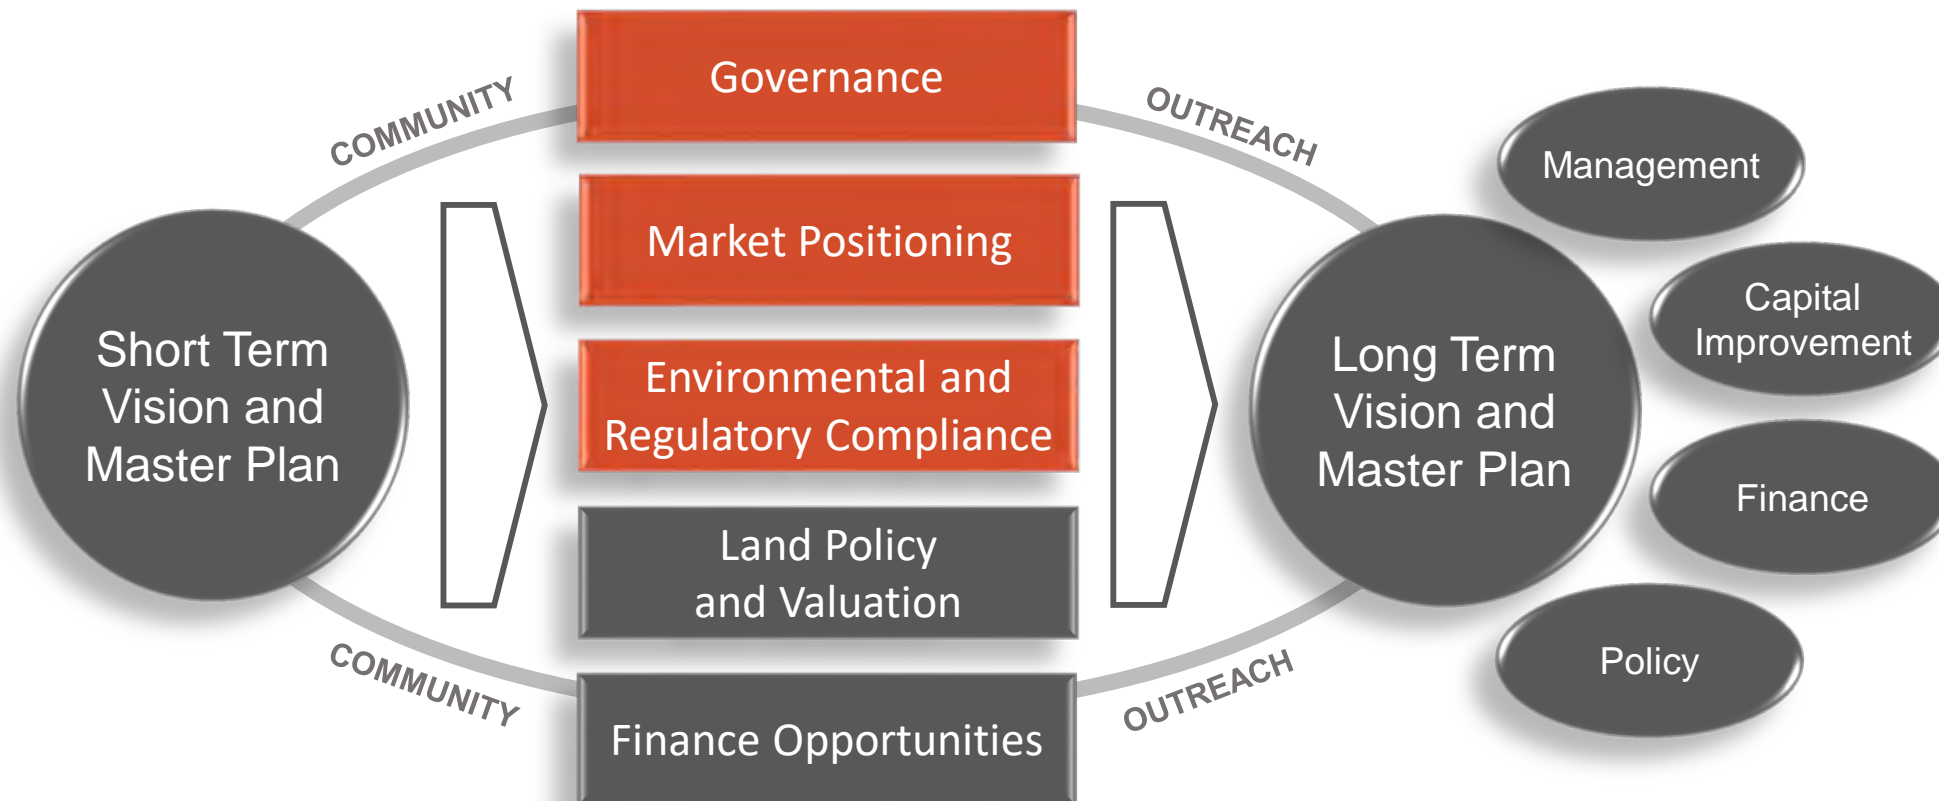 Governance
COMMUNITY
OUTREACH
Market Positioning
Environmental and
Regulatory Compliance
Land Policy
and Valuation
Finance Opportunities
COMMUNITY
OUTREACH
Short Term
Vision and
Master Plan
Long Term
Vision and
Master Plan
Management
Capital
Improvement
Finance
Policy